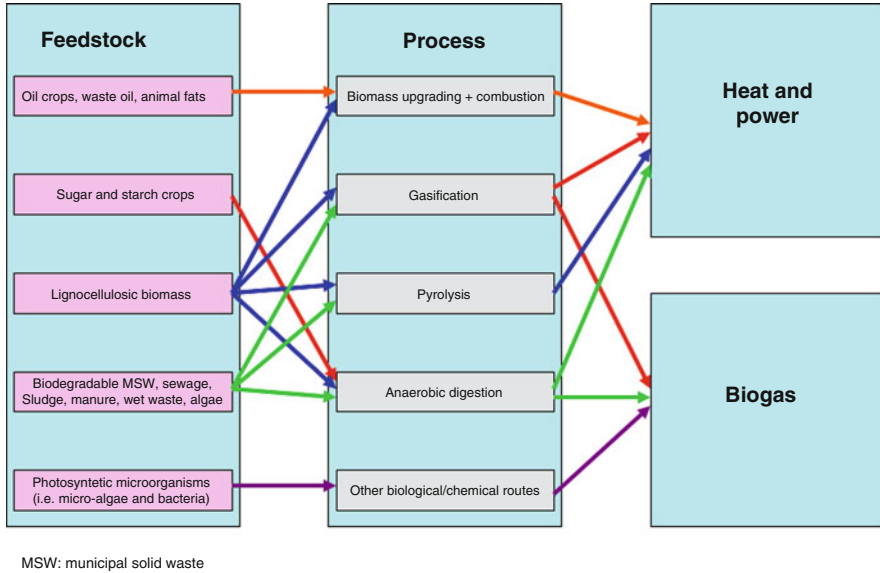 Feedstock
Oil crops, waste oil, animal fats
Sugar and starch crops
Lignocellulosic biomass
Biodegradable MSW, sewage,
Sludge, manure, wet waste, algae
Photosyntetic microorganisms
(i.e. micro-algae and bacteria)
Process
Biomass upgrading + combustion
Gasification
Pyrolysis
Anaerobic digestion
Other biological/chemical routes
Heat and
power
Biogas
MSW: municipal solid waste